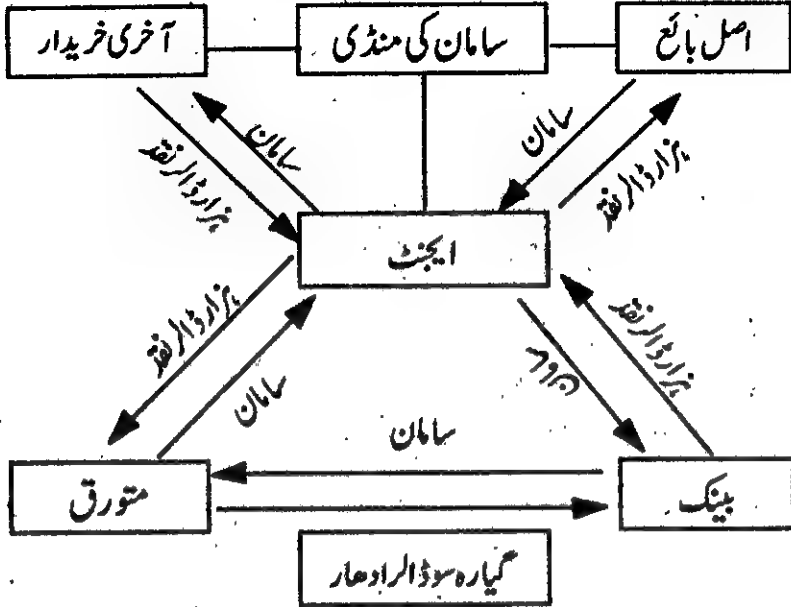 اصل بائع
سامان کی منڈی
آخری خریدار
سامان
ہزار ڈالر نقد
سامان
ہزار ڈالر نقد
ایجنٹ
ہزار ڈالر نقد
سامان
ہزار ڈالر نقد
سامان
بینک
متورق
گیارہ سو ڈالر ادھار